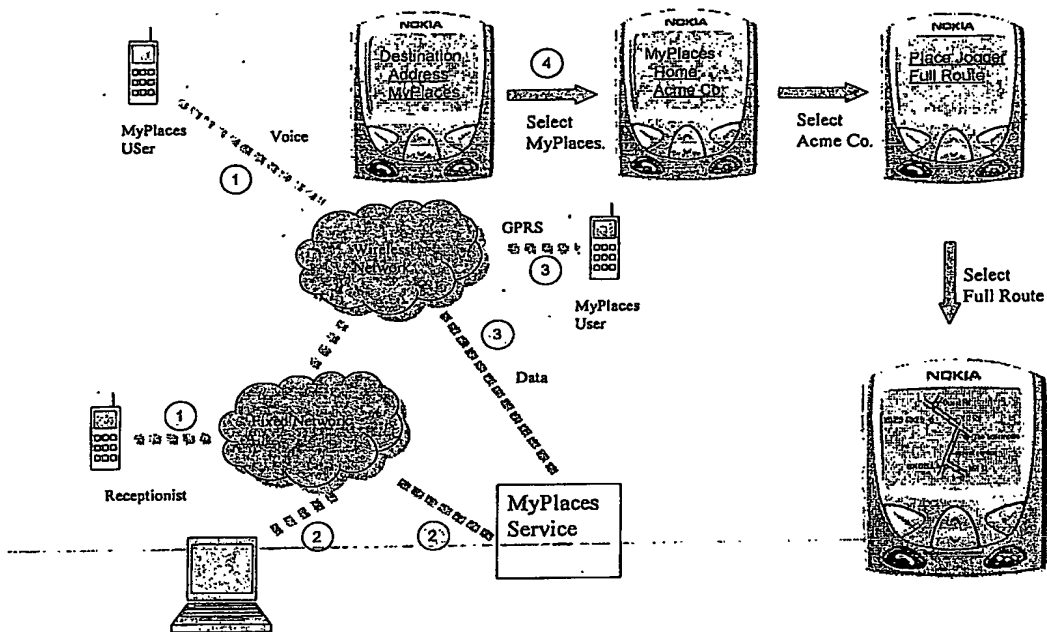 NOKIA
Destination
Address
MyPlaces
4
Select
MyPlaces.
NOKIA
MyPlaces
Home
Acme Co.
Select
Acme Co.
NOKIA
Place Jogger
Full Route
MyPlaces
USer
Voice
1
Wireless
Network
GPRS
3
MyPlaces
User
Select
Full Route
3
Data
NOKIA
1
Fixed Network
Receptionist
2
2
MyPlaces
Service